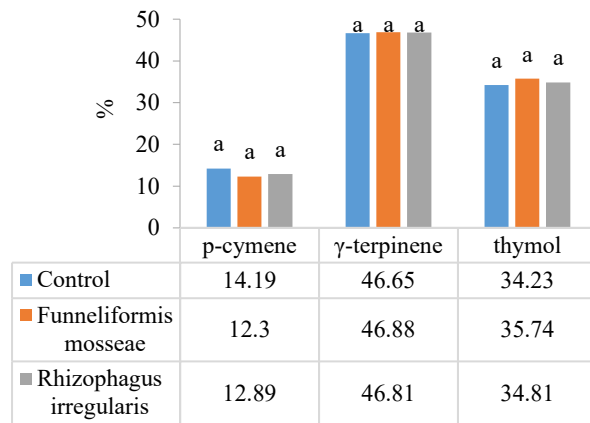 50
40
30
20
10
0
%
a a a
a a a
a a a
p-cymene γ-terpinene thymol
Control 14.19 46.65 34.23
Funneliformis
mosseae 12.3 46.88 35.74
Rhizophagus
irregularis 12.89 46.81 34.81